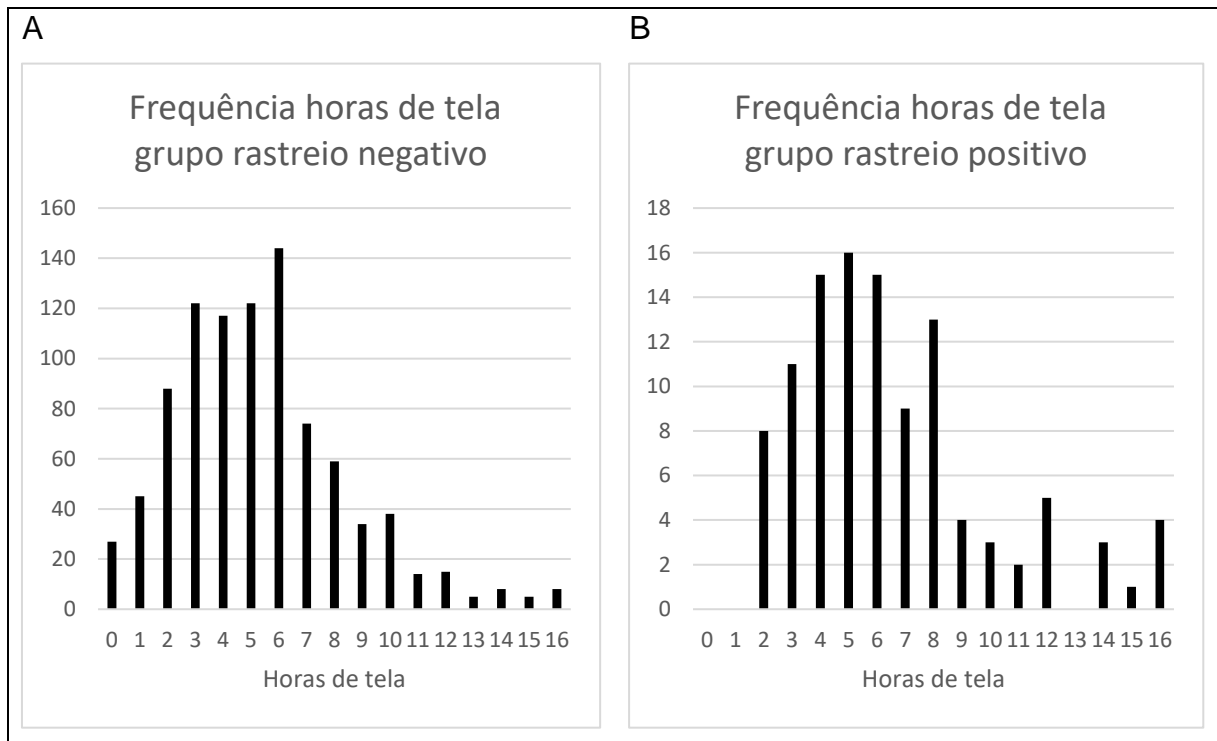 A
Frequência horas de tela
grupo rastreio negativo
160
140
120
100
80
60
40
20
0
0 1 2 3 4 5 6 7 8 9 10 11 12 13 14 15 16
Horas de tela
B
Frequência horas de tela
grupo rastreio positivo
18
16
14
12
10
8
6
4
2
0
0 1 2 3 4 5 6 7 8 9 10 11 12 13 14 15 16
Horas de tela